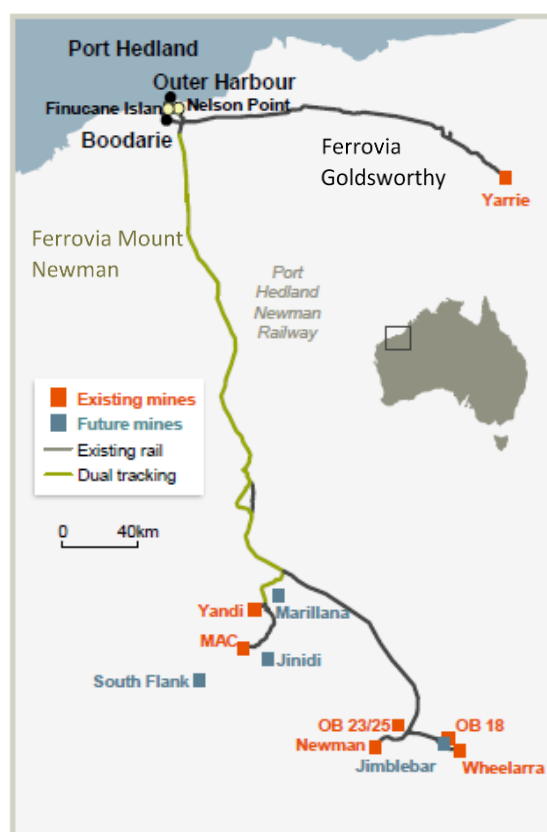 Port Hedland
Outer Harbour
Finucane Islan
Nelson Point
Boodarie
Ferrovia
Goldsworthy
Yarrie
Ferrovia Mount
Newman
Port
Hedland
Newman
Railway
Existing mines
Future mines
Existing rail
Dual tracking
0 40km
Yandi
Marillana
MAC
Jinidi
South Flank
OB 23/25
OB 18
Newman
Jimblebar
Wheelarra